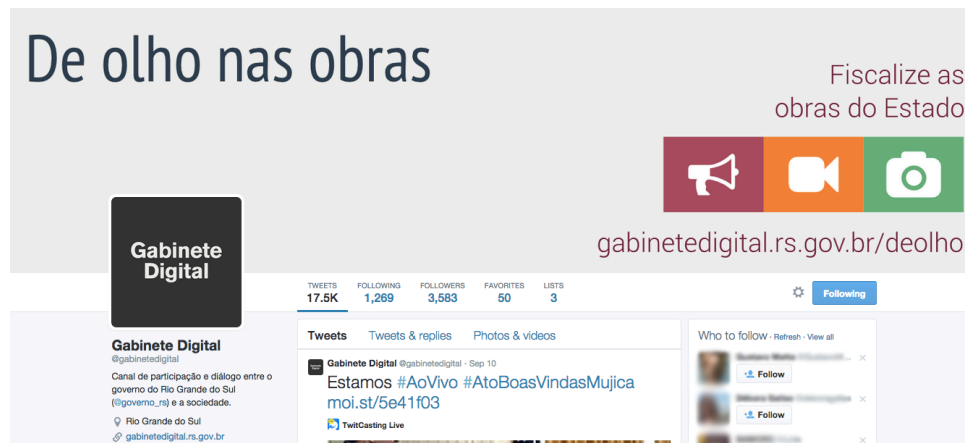 De olho nas obras
Fiscalize as
obras do Estado
gabinetedigital.rs.gov.br/deolho
Gabinete
Digital
TWEETS FOLLOWING FOLLOWERS FAVORITES LISTS
17.5K 1,269 3,583 50 3
Following
Gabinete Digital
@gabinetedigital
Canal de participação e diálogo entre o
governo do Rio Grande do Sul
(@governo_rs) e a sociedade.
Rio Grande do Sul
gabinetedigital.rs.gov.br
Tweets Tweets & replies Photos & videos
Gabinete Digital @gabinetedigital · Sep 10
Estamos #AoVivo #AtoBoasVindasMujica
moi.st/5e41f03
TwitCasting Live
Who to follow · Refresh · View all
Follow
Follow